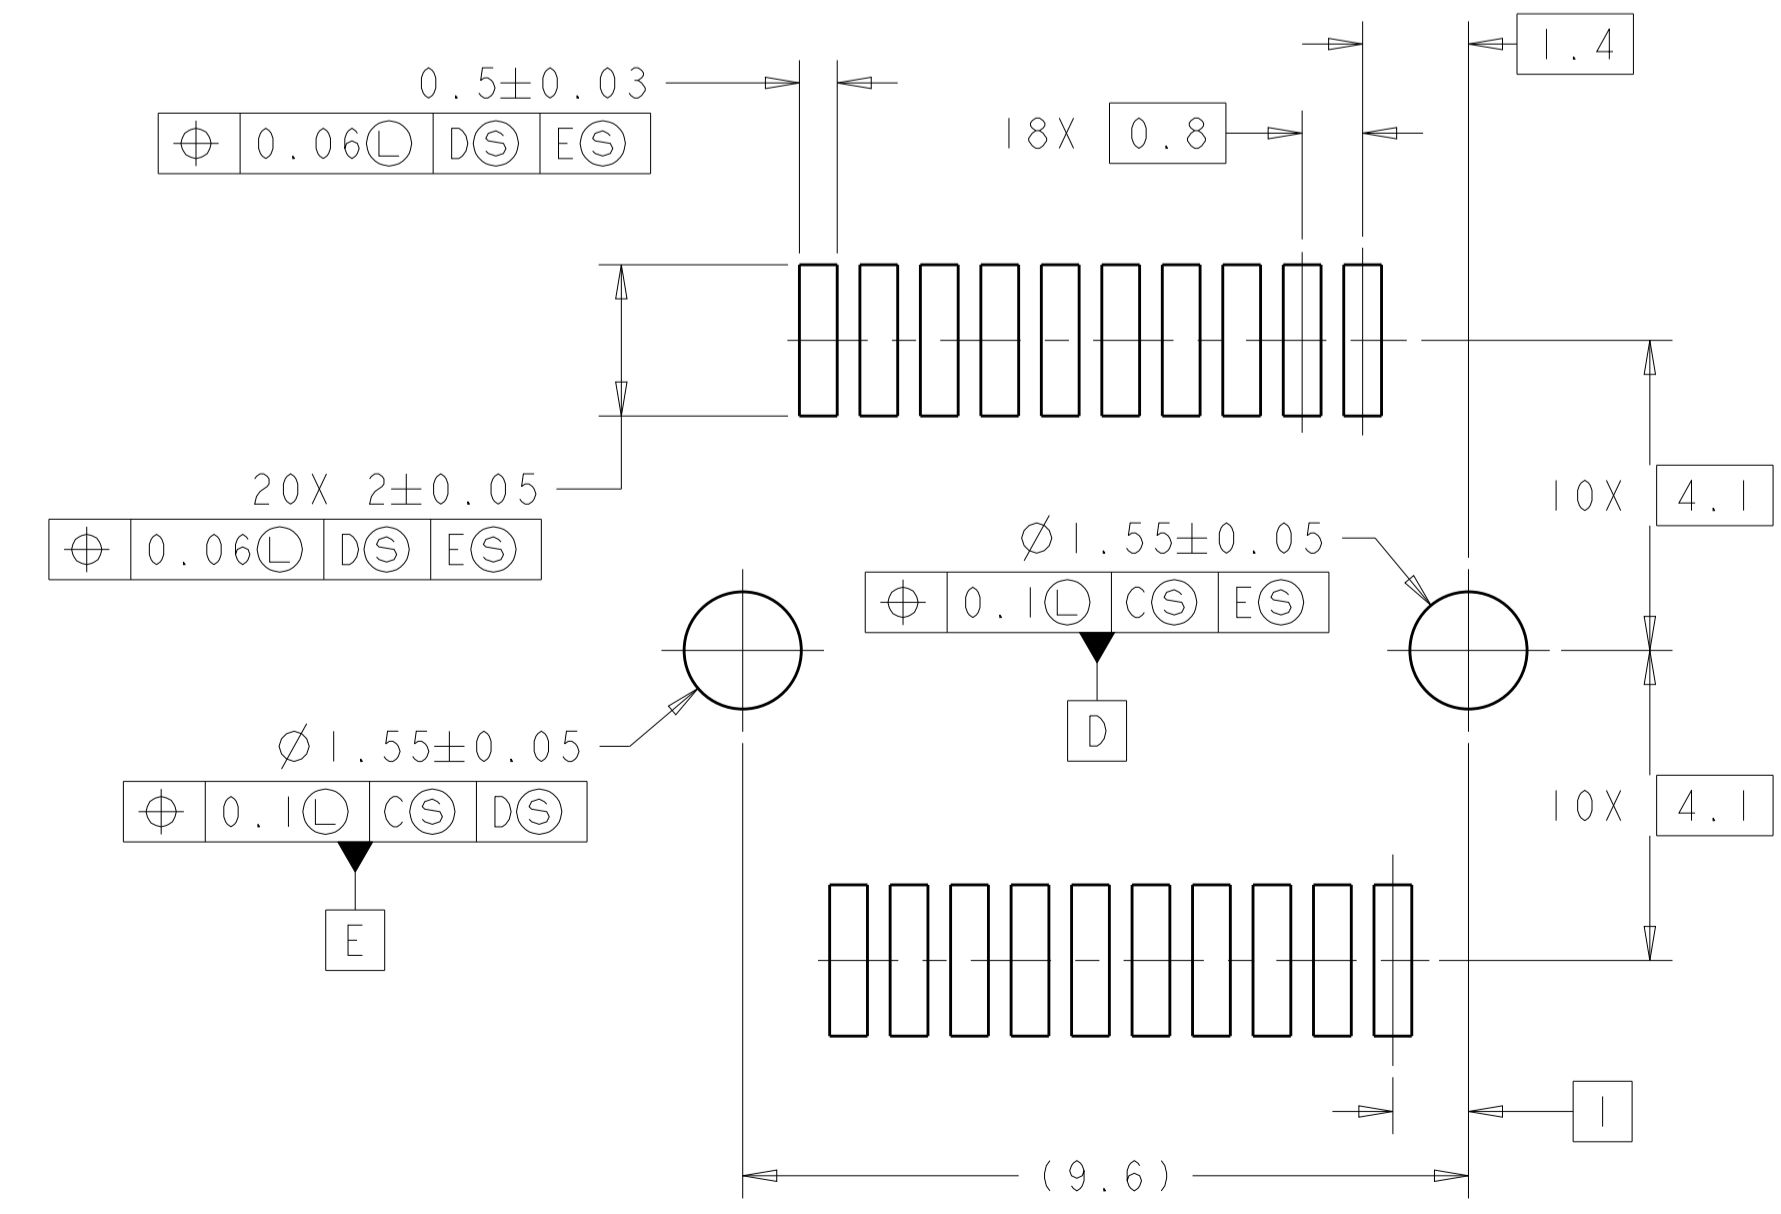 1.4
0.5±0.03
⌖ 0.06Ⓛ DⓈ EⓈ
18X 0.8
20X 2±0.05
⌖ 0.06Ⓛ DⓈ EⓈ
10X 4.1
∅1.55±0.05
⌖ 0.1Ⓛ CⓈ EⓈ
D
∅1.55±0.05
⌖ 0.1Ⓛ CⓈ DⓈ
E
10X 4.1
1
(9.6)